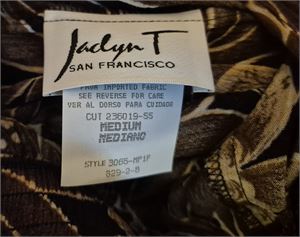 Jaclyn T
SAN FRANCISCO
FROM IMPORTED FABRIC
SEE REVERSE FOR CARE
VER AL DORSO PARA CUIDADO
CUT 236019-SS
MEDIUM
MEDIANO
STYLE 3065-MP1F
829-2-8